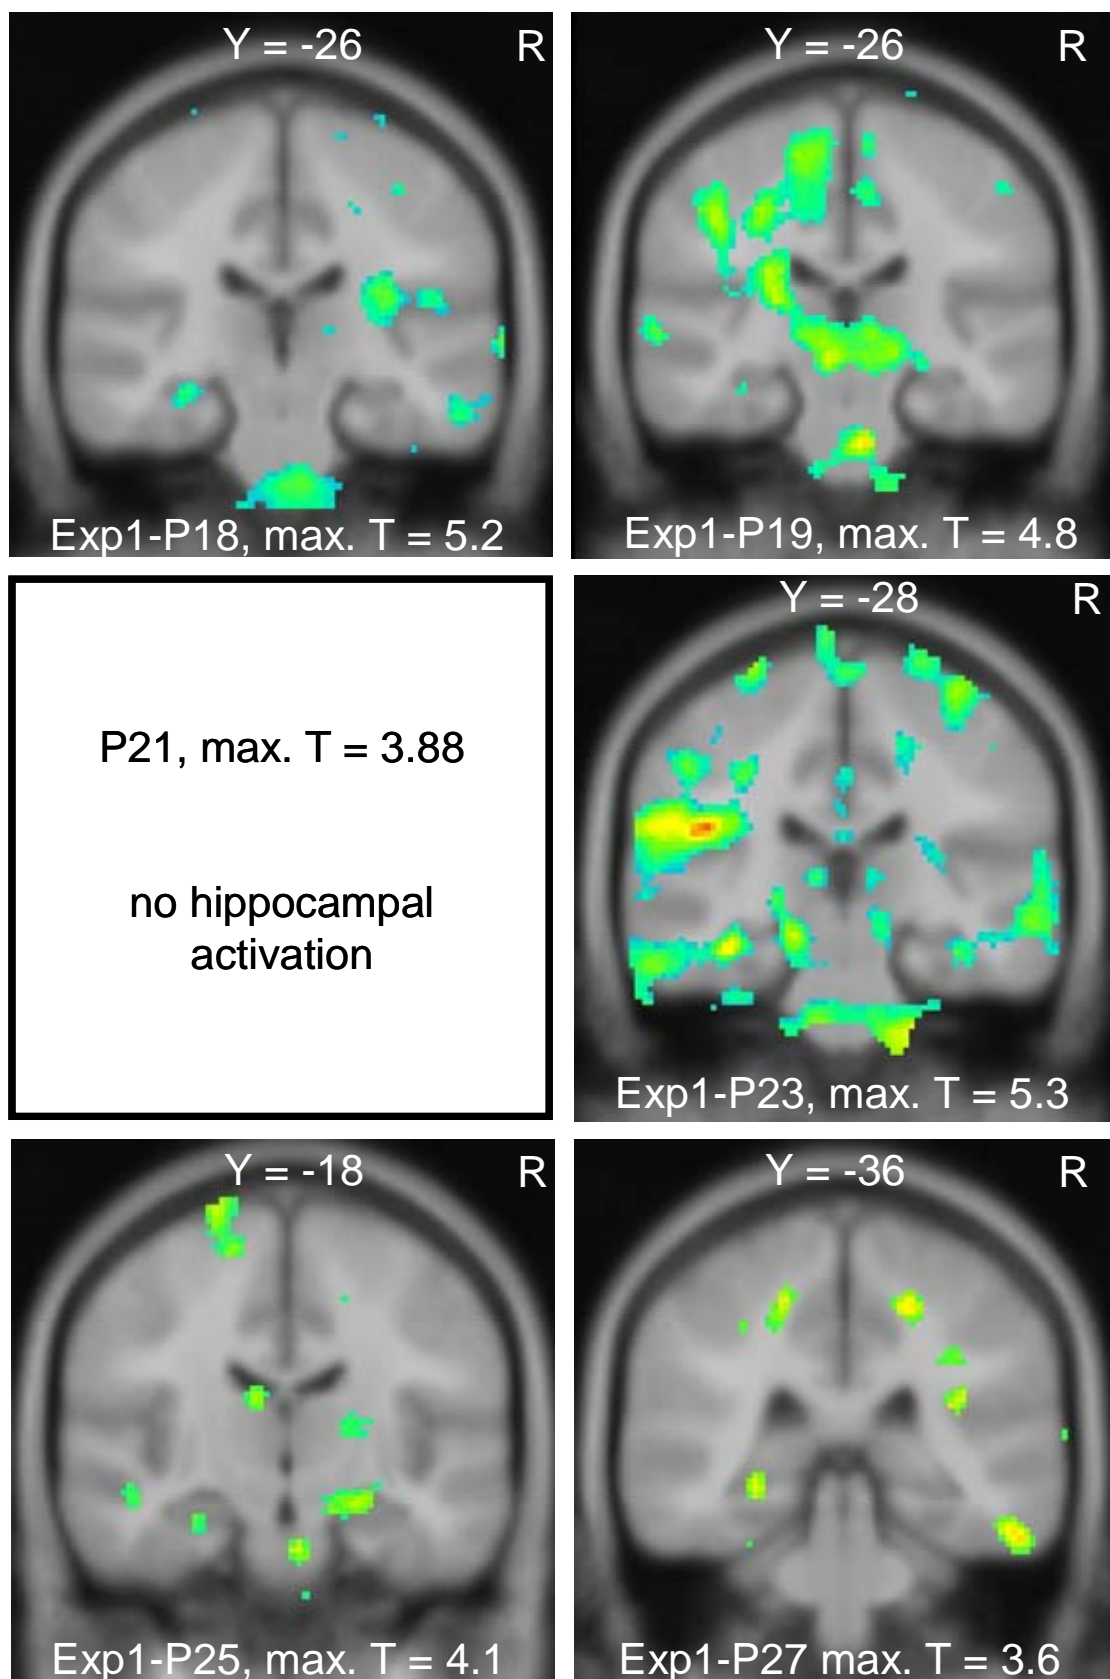 Y = -26 R
Exp1-P18, max. T = 5.2
Y = -26 R
Exp1-P19, max. T = 4.8
P21, max. T = 3.88
no hippocampal
activation
Y = -28 R
Exp1-P23, max. T = 5.3
Y = -18 R
Exp1-P25, max. T = 4.1
Y = -36 R
Exp1-P27 max. T = 3.6